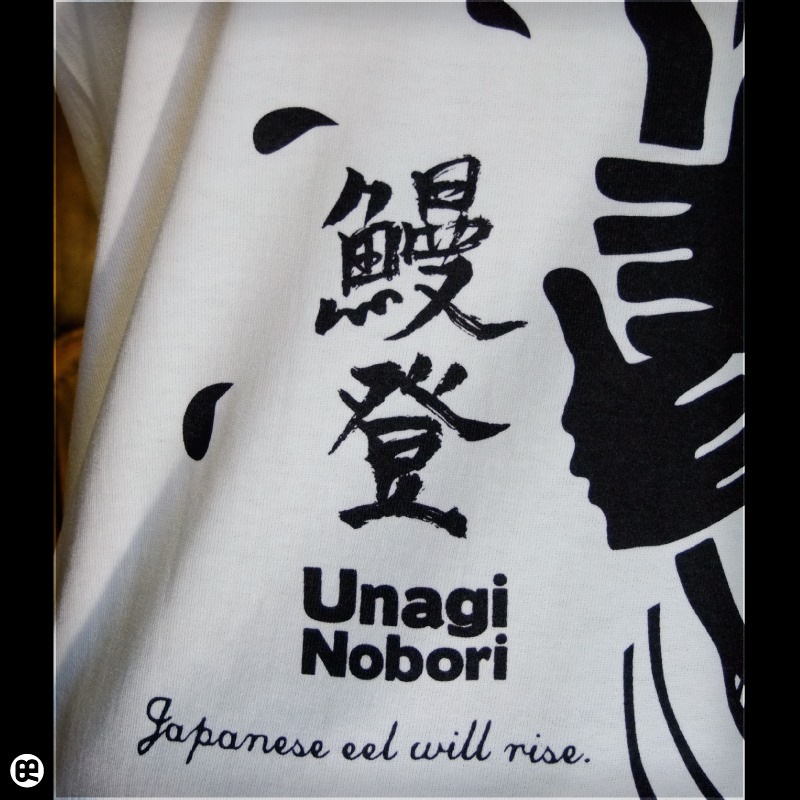 鰻登
Unagi
Nobori
Japanese eel will rise.